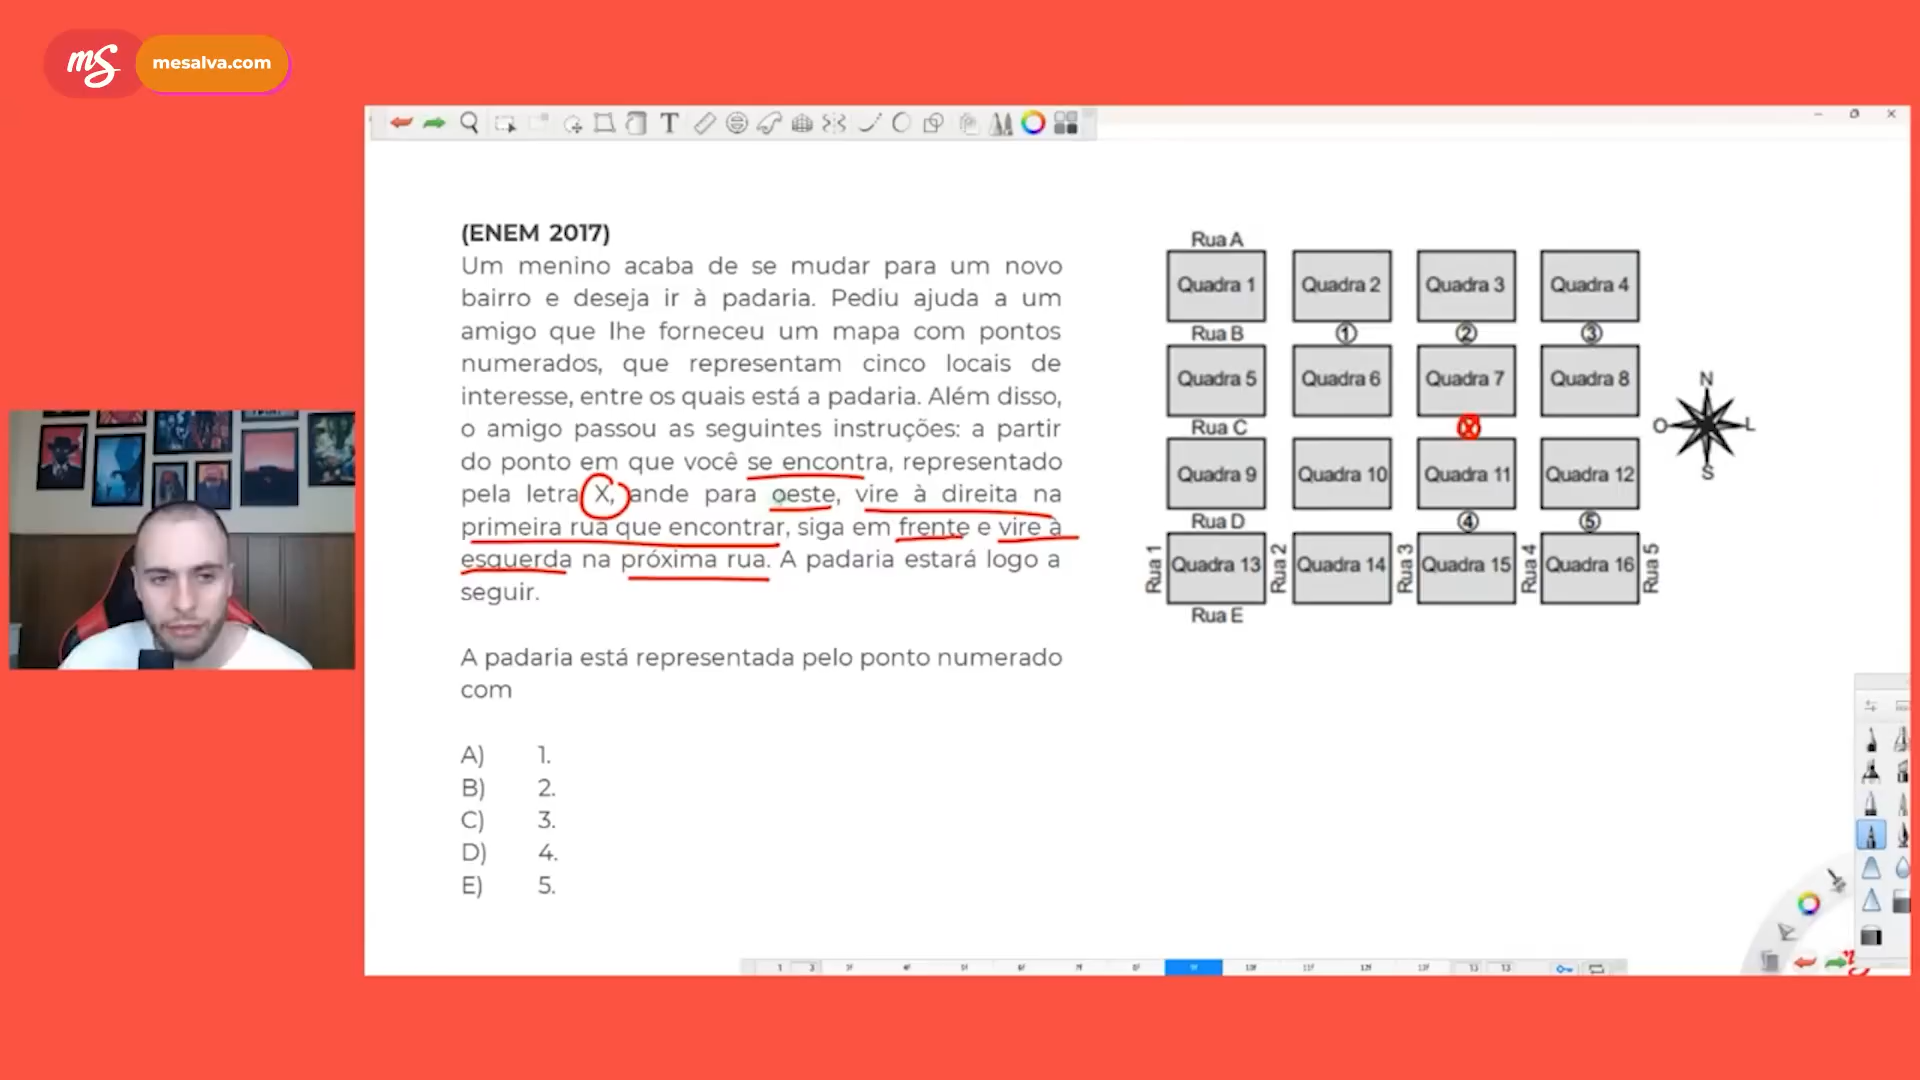 mS mesalva.com
(ENEM 2017)
Um menino acaba de se mudar para um novo
bairro e deseja ir à padaria. Pediu ajuda a um
amigo que lhe forneceu um mapa com pontos
numerados, que representam cinco locais de
interesse, entre os quais está a padaria. Além disso,
o amigo passou as seguintes instruções: a partir
do ponto em que você se encontra, representado
pela letra X, ande para oeste, vire à direita na
primeira rua que encontrar, siga em frente e vire à
esquerda na próxima rua. A padaria estará logo a
seguir.
A padaria está representada pelo ponto numerado
com
A) 1.
B) 2.
C) 3.
D) 4.
E) 5.
Rua A
Quadra 1 Quadra 2 Quadra 3 Quadra 4
Rua B 1 2 3
Quadra 5 Quadra 6 Quadra 7 Quadra 8
Rua C X
Quadra 9 Quadra 10 Quadra 11 Quadra 12
Rua D 4 5
Rua 1 Quadra 13 Rua 2 Quadra 14 Rua 3 Quadra 15 Rua 4 Quadra 16 Rua 5
Rua E
N
O L
S